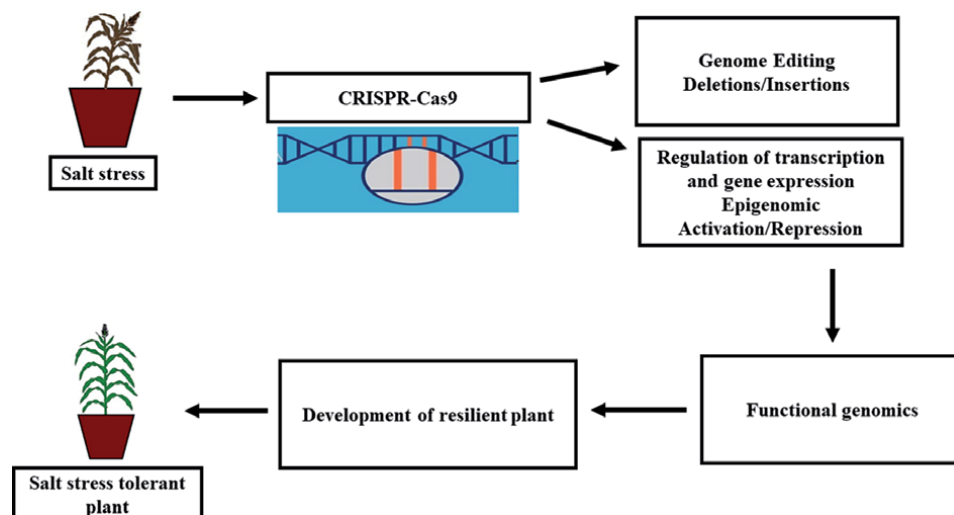 Salt stress
CRISPR-Cas9
Genome Editing
Deletions/Insertions
Regulation of transcription
and gene expression
Epigenomic
Activation/Repression
Functional genomics
Development of resilient plant
Salt stress tolerant
plant